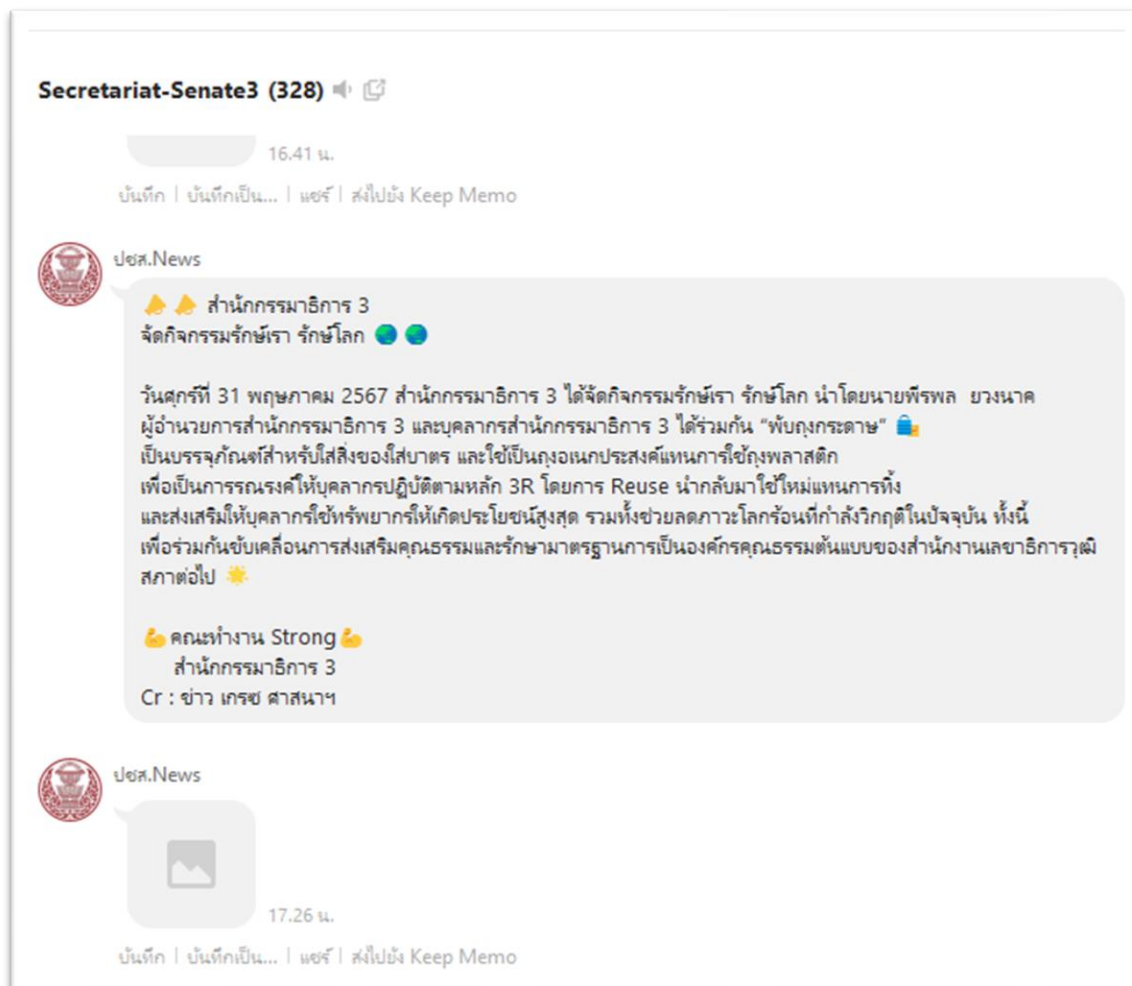 Secretariat-Senate3 (328)
16.41 น.
บันทึก | บันทึกเป็น... | แชร์ | ส่งไปยัง Keep Memo
ปชส.News
สำนักกรรมาธิการ 3
จัดกิจกรรมรักษ์เรา รักษ์โลก
วันศุกร์ที่ 31 พฤษภาคม 2567 สำนักกรรมาธิการ 3 ได้จัดกิจกรรมรักษ์เรา รักษ์โลก นำโดยนายพีรพล ยวงนาค
ผู้อำนวยการสำนักกรรมาธิการ 3 และบุคลากรสำนักกรรมาธิการ 3 ได้ร่วมกัน “พับถุงกระดาษ”
เป็นบรรจุภัณฑ์สำหรับใส่สิ่งของใส่บาตร และใช้เป็นถุงอเนกประสงค์แทนการใช้ถุงพลาสติก
เพื่อเป็นการรณรงค์ให้บุคลากรปฏิบัติตามหลัก 3R โดยการ Reuse นำกลับมาใช้ใหม่แทนการทิ้ง
และส่งเสริมให้บุคลากรใช้ทรัพยากรให้เกิดประโยชน์สูงสุด รวมทั้งช่วยลดภาวะโลกร้อนที่กำลังวิกฤติในปัจจุบัน ทั้งนี้
เพื่อร่วมกันขับเคลื่อนการส่งเสริมคุณธรรมและรักษามาตรฐานการเป็นองค์กรคุณธรรมต้นแบบของสำนักงานเลขาธิการวุฒิ
สภาต่อไป
คณะทำงาน Strong
สำนักกรรมาธิการ 3
Cr : ข่าว เกรซ ศาสนาฯ
ปชส.News
17.26 น.
บันทึก | บันทึกเป็น... | แชร์ | ส่งไปยัง Keep Memo